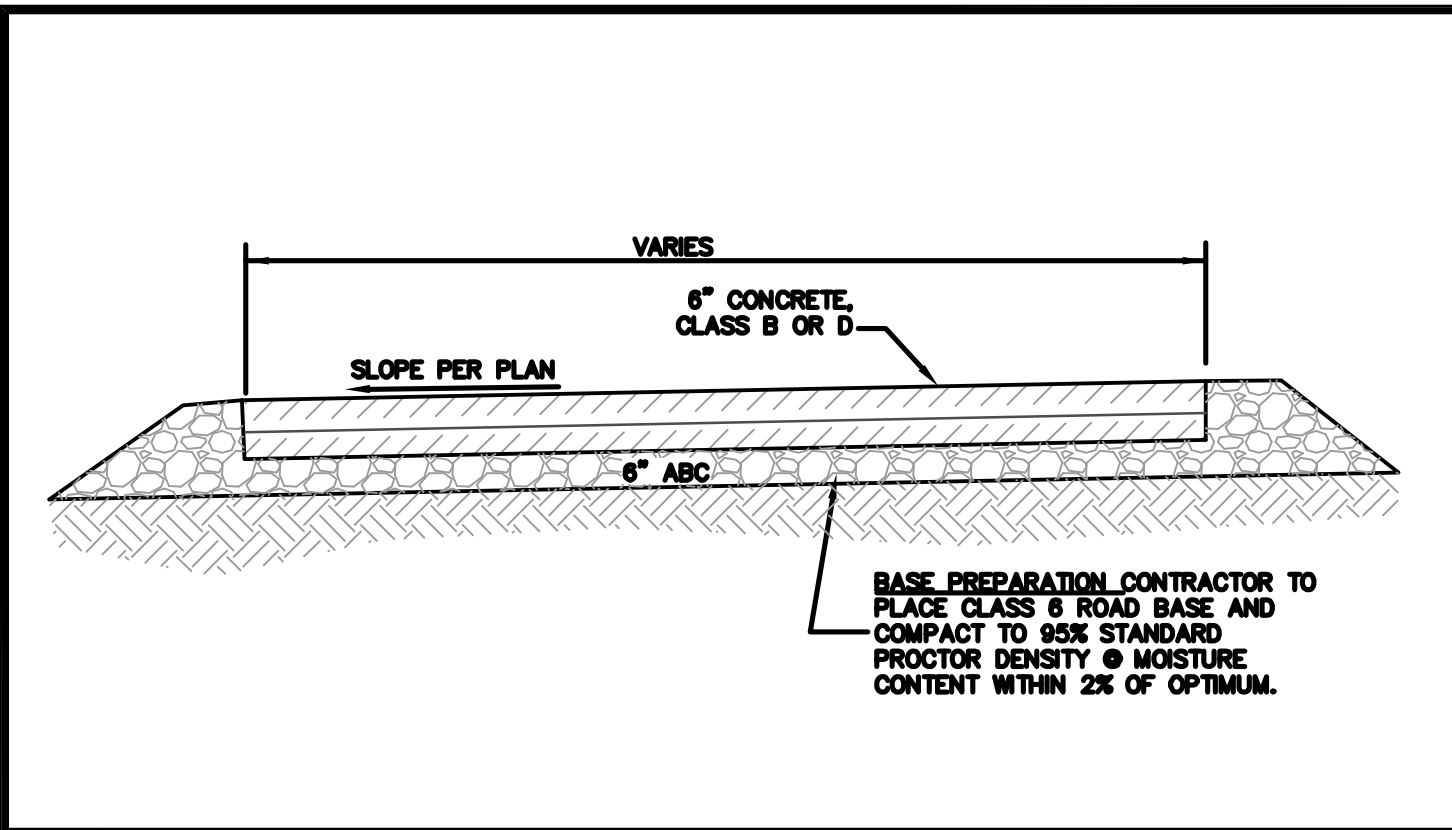 VARIES
6" CONCRETE,
CLASS B OR D
SLOPE PER PLAN
6" ABC
BASE PREPARATION CONTRACTOR TO
PLACE CLASS 6 ROAD BASE AND
COMPACT TO 95% STANDARD
PROCTOR DENSITY @ MOISTURE
CONTENT WITHIN 2% OF OPTIMUM.